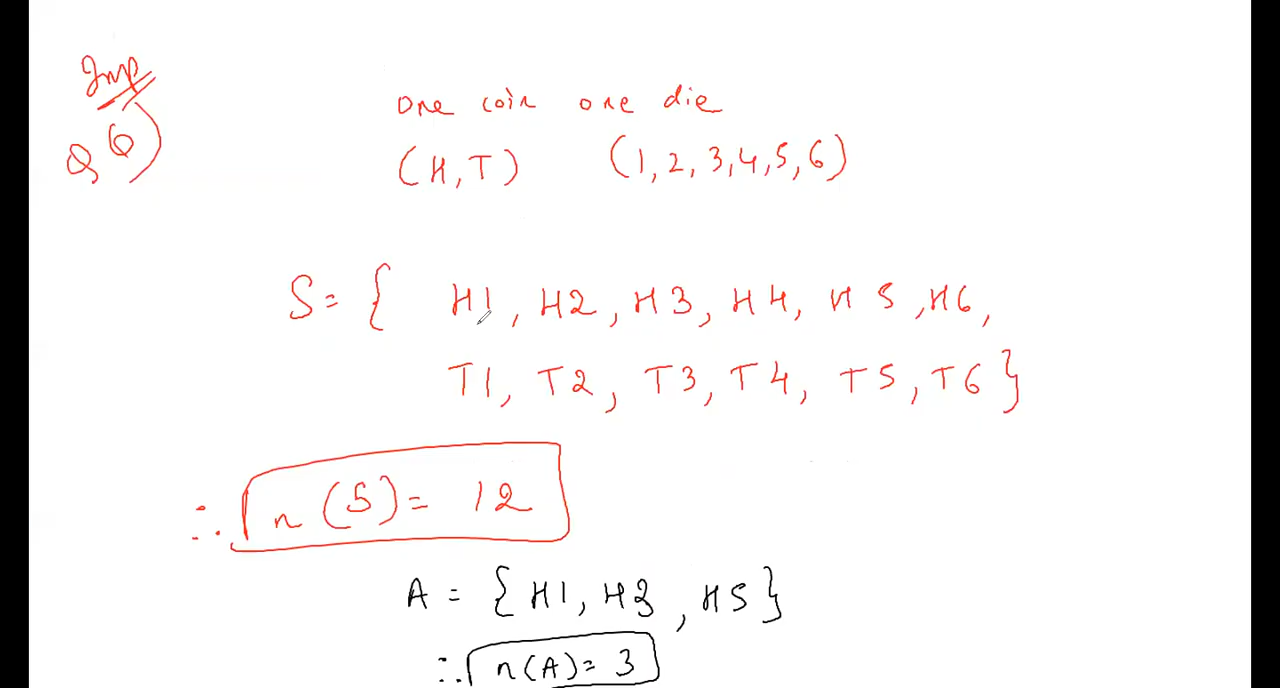 Imp
Q 6)
one coin one die
(H,T) (1,2,3,4,5,6)
S = { H1, H2, H3, H4, H5, H6,
T1, T2, T3, T4, T5, T6 }
∴ n(S) = 12
A = { H1, H3, H5 }
∴ n(A) = 3